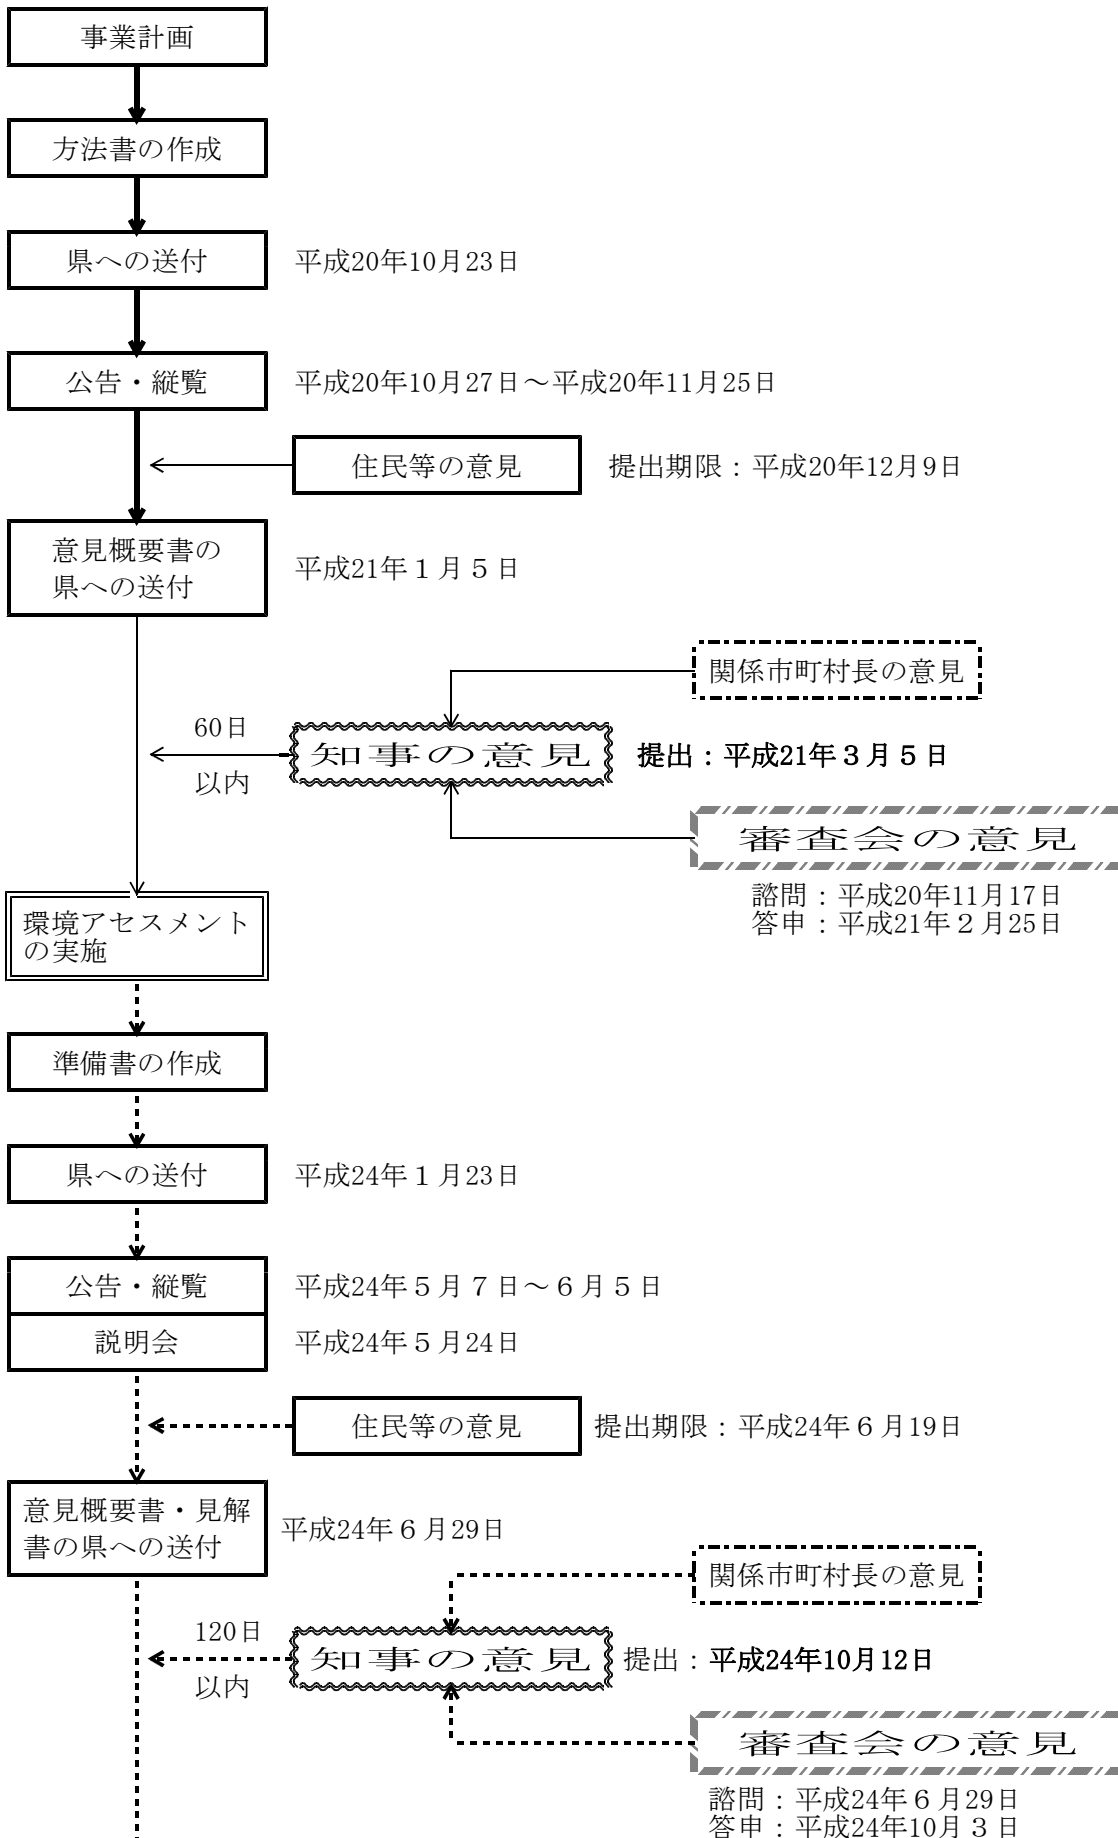 事業計画
方法書の作成
県への送付
平成20年10月23日
公告・縦覧
平成20年10月27日～平成20年11月25日
住民等の意見
提出期限：平成20年12月9日
意見概要書の
県への送付
平成21年１月５日
関係市町村長の意見
60日
以内
知事の意見
提出：平成21年３月５日
審査会の意見
諮問：平成20年11月17日
答申：平成21年２月25日
環境アセスメント
の実施
準備書の作成
県への送付
平成24年１月23日
公告・縦覧
平成24年５月７日～６月５日
説明会
平成24年５月24日
住民等の意見
提出期限：平成24年６月19日
意見概要書・見解
書の県への送付
平成24年６月29日
関係市町村長の意見
120日
以内
知事の意見
提出：平成24年10月12日
審査会の意見
諮問：平成24年６月29日
答申：平成24年10月３日